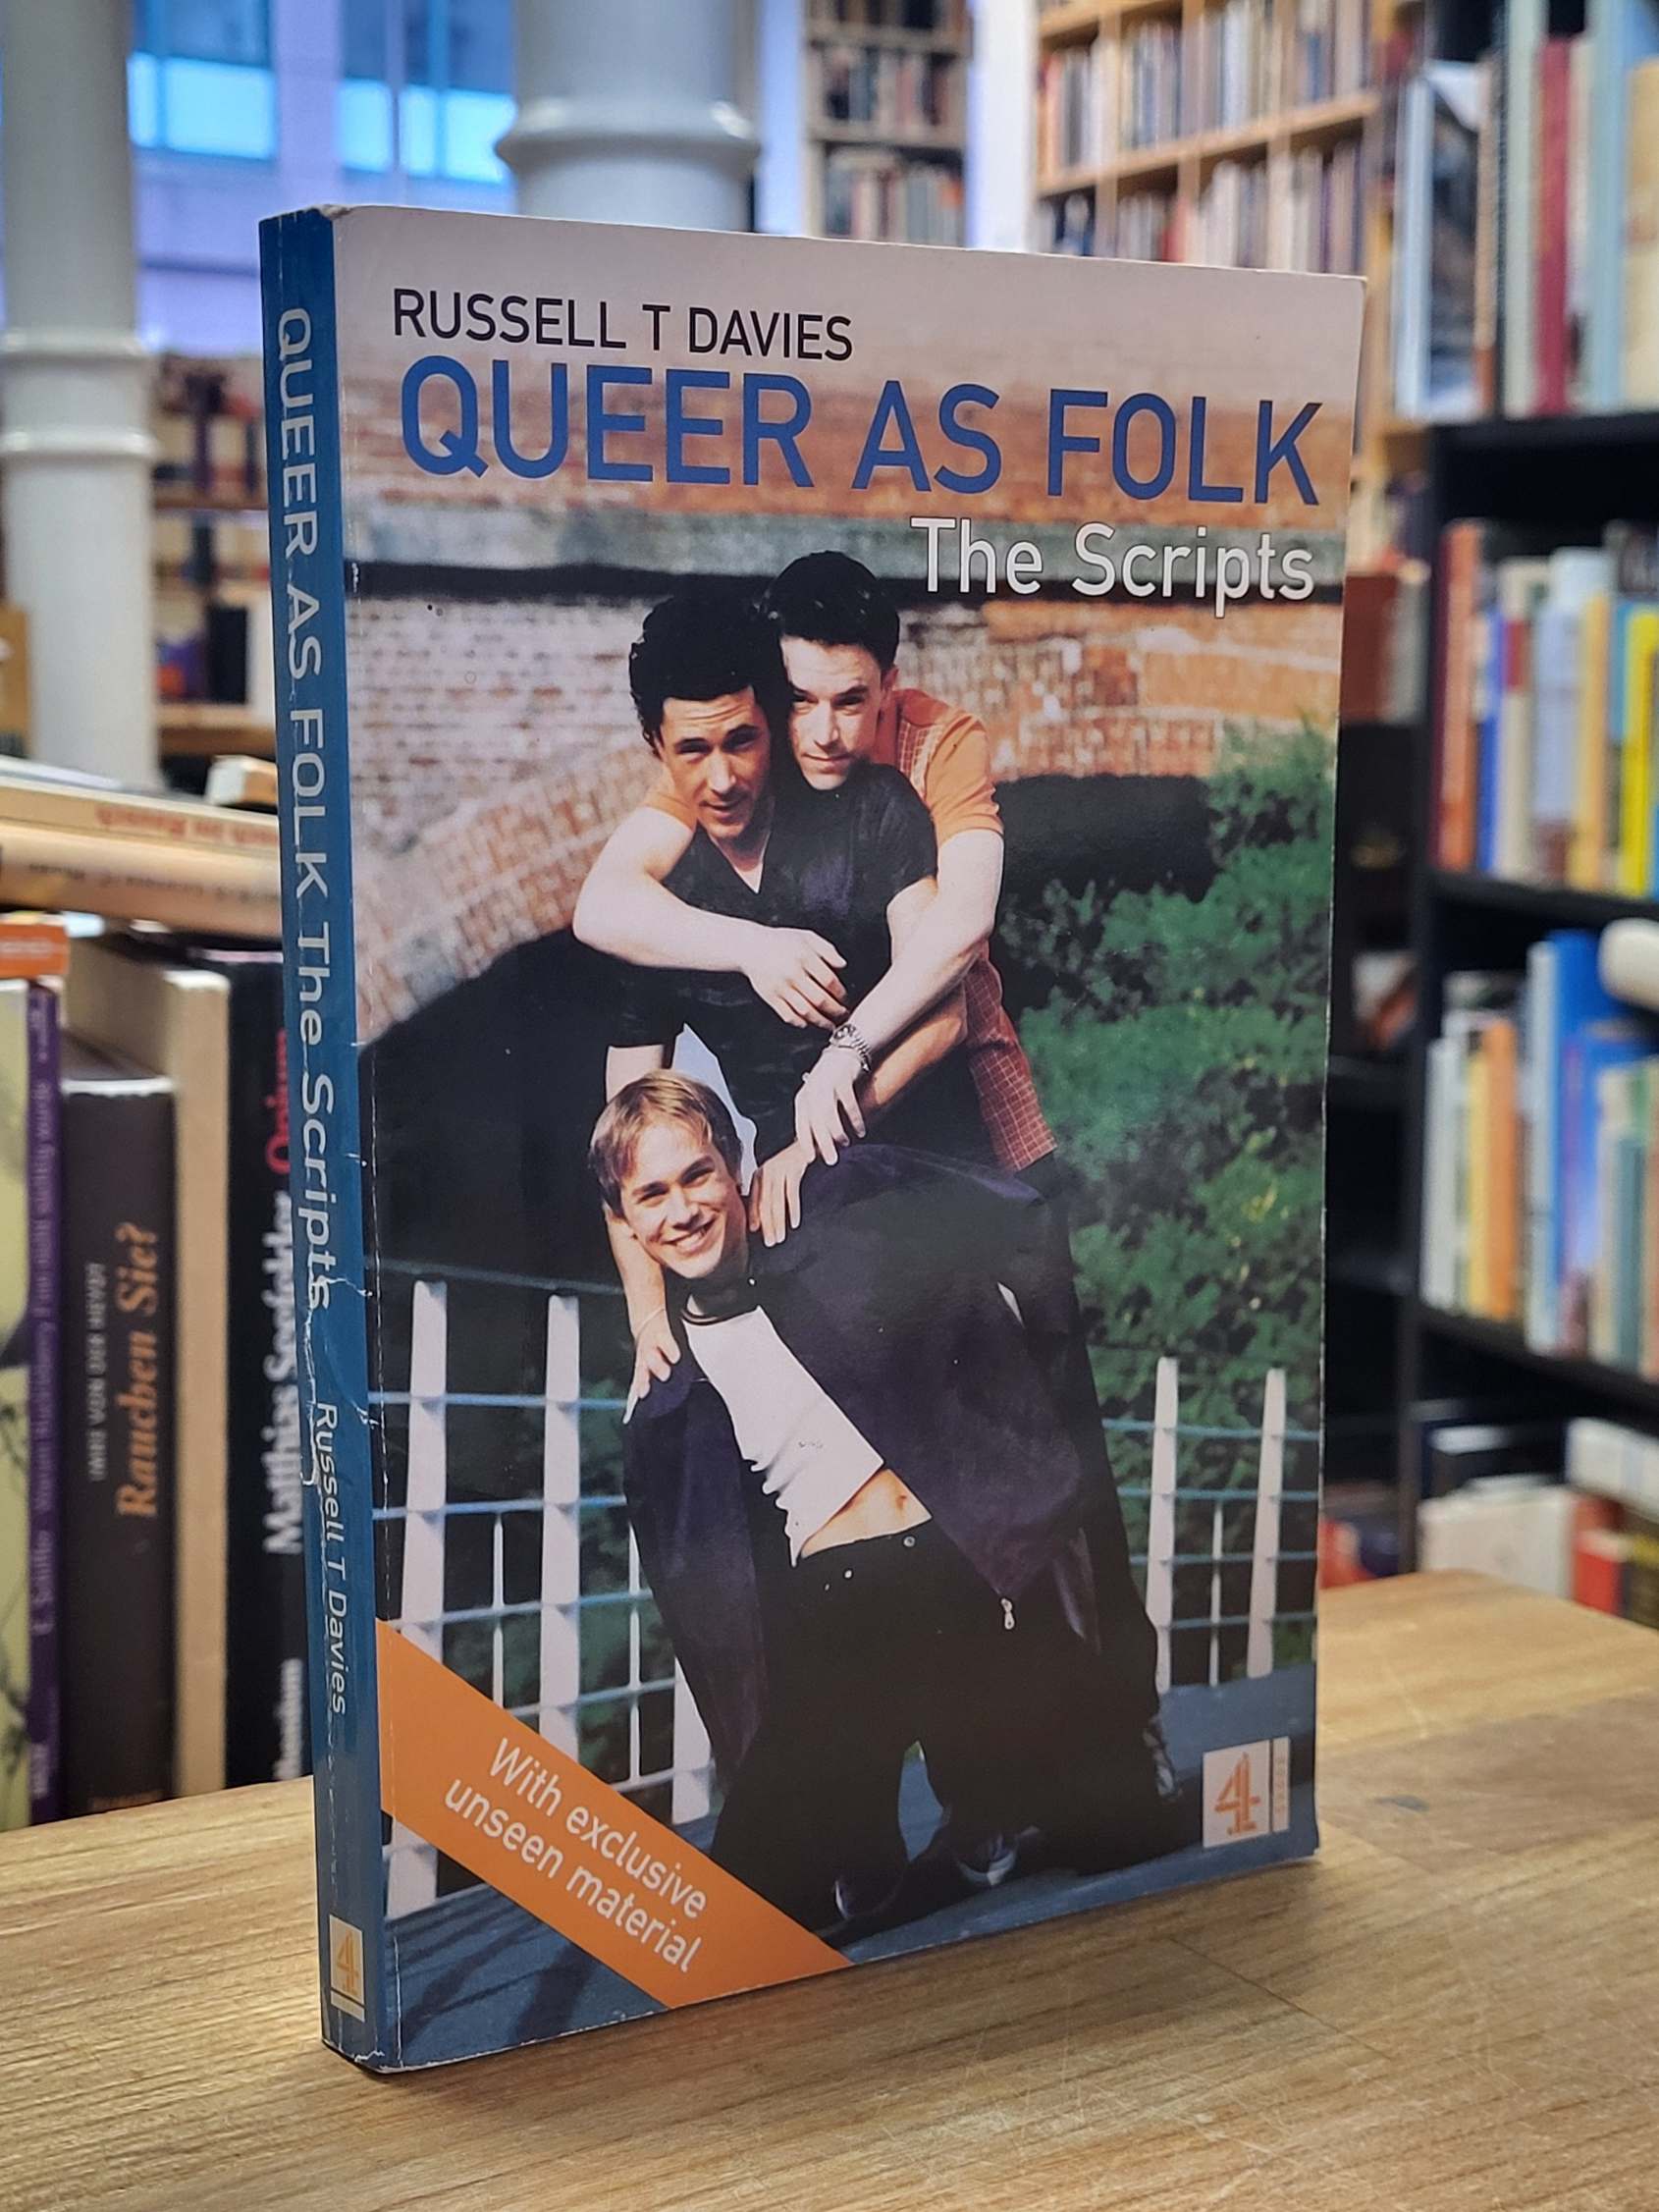 RUSSELL T DAVIES
QUEER AS FOLK
The Scripts
With exclusive
unseen material
4
QUEER AS FOLK The Scripts Russell T Davies
4
Rauchen Sie?
Matthias